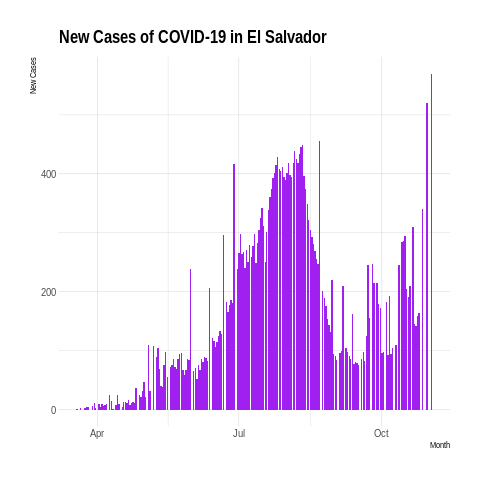 New Cases of COVID-19 in El Salvador
New Cases
400
200
0
Apr
Jul
Oct
Month